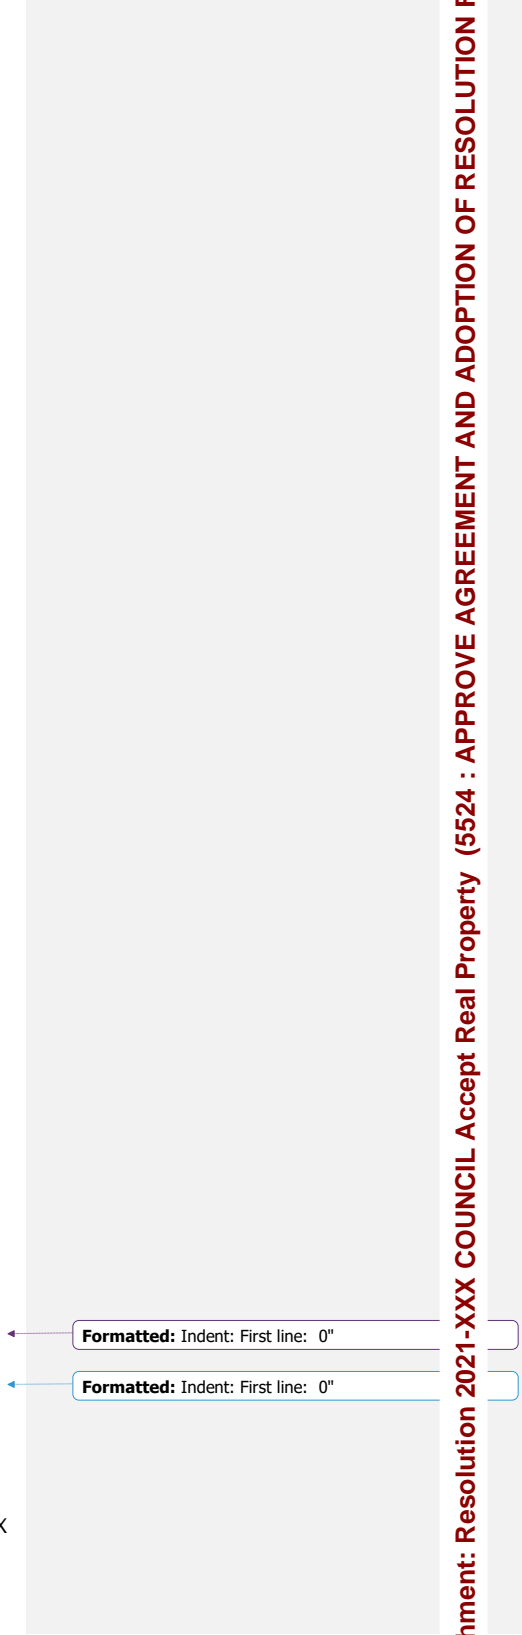 Formatted: Indent: First line: 0"
Formatted: Indent: First line: 0"
X
hment: Resolution 2021-XXX COUNCIL Accept Real Property (5524 : APPROVE AGREEMENT AND ADOPTION OF RESOLUTION